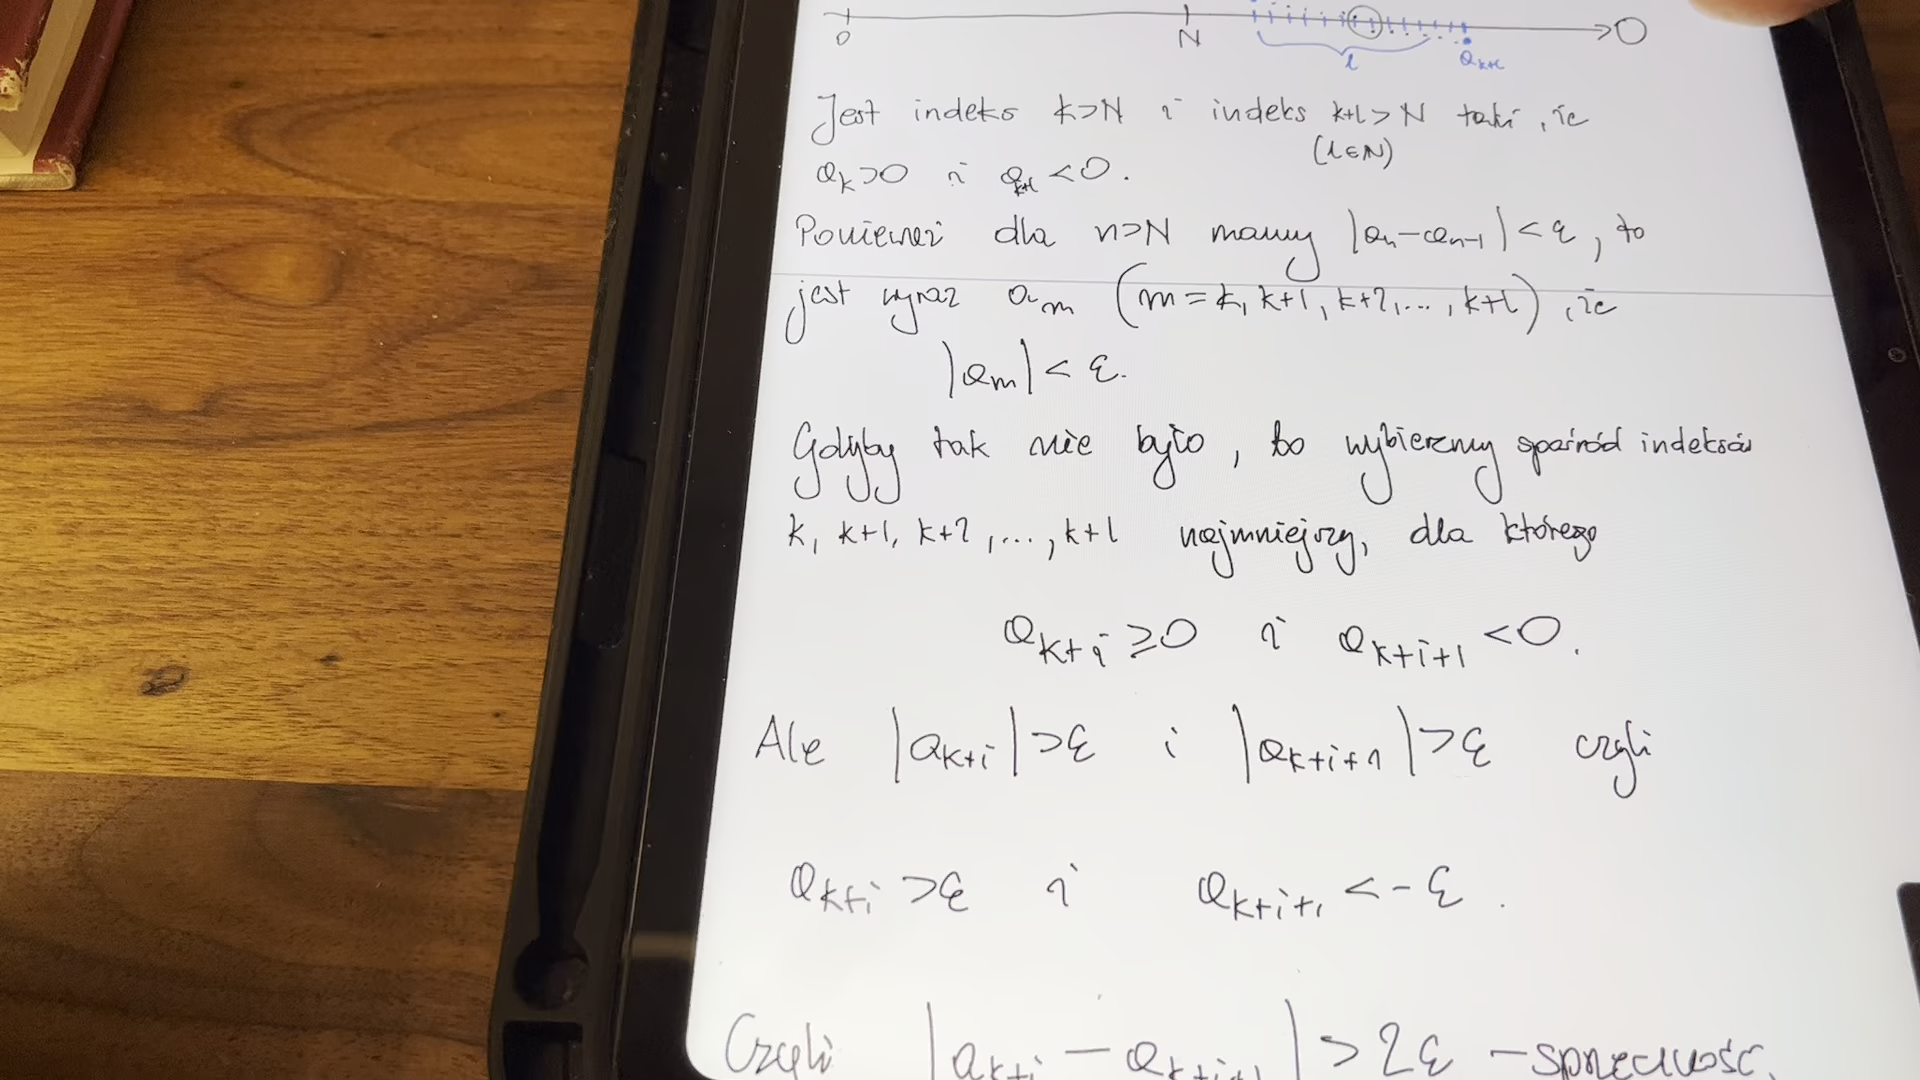 0 N l a_{k+l} 0
Jest indeks k>N i indeks k+l>N taki, że
(l∈N)
a_k>0 i a_{k+l}<0.
Ponieważ dla n>N mamy |a_n-a_{n-1}|<ε, to
jest wyraz a_m (m=k, k+1, k+2,..., k+l), że
|a_m|<ε.
Gdyby tak nie było, to wybierzmy spośród indeksów
k, k+1, k+2,..., k+l najmniejszy, dla którego
a_{k+i}≥0 i a_{k+i+1}<0.
Ale |a_{k+i}|>ε i |a_{k+i+1}|>ε czyli
a_{k+i}>ε i a_{k+i+1}<-ε.
Czyli |a_{k+i}-a_{k+i+1}|>2ε -sprzeczność.